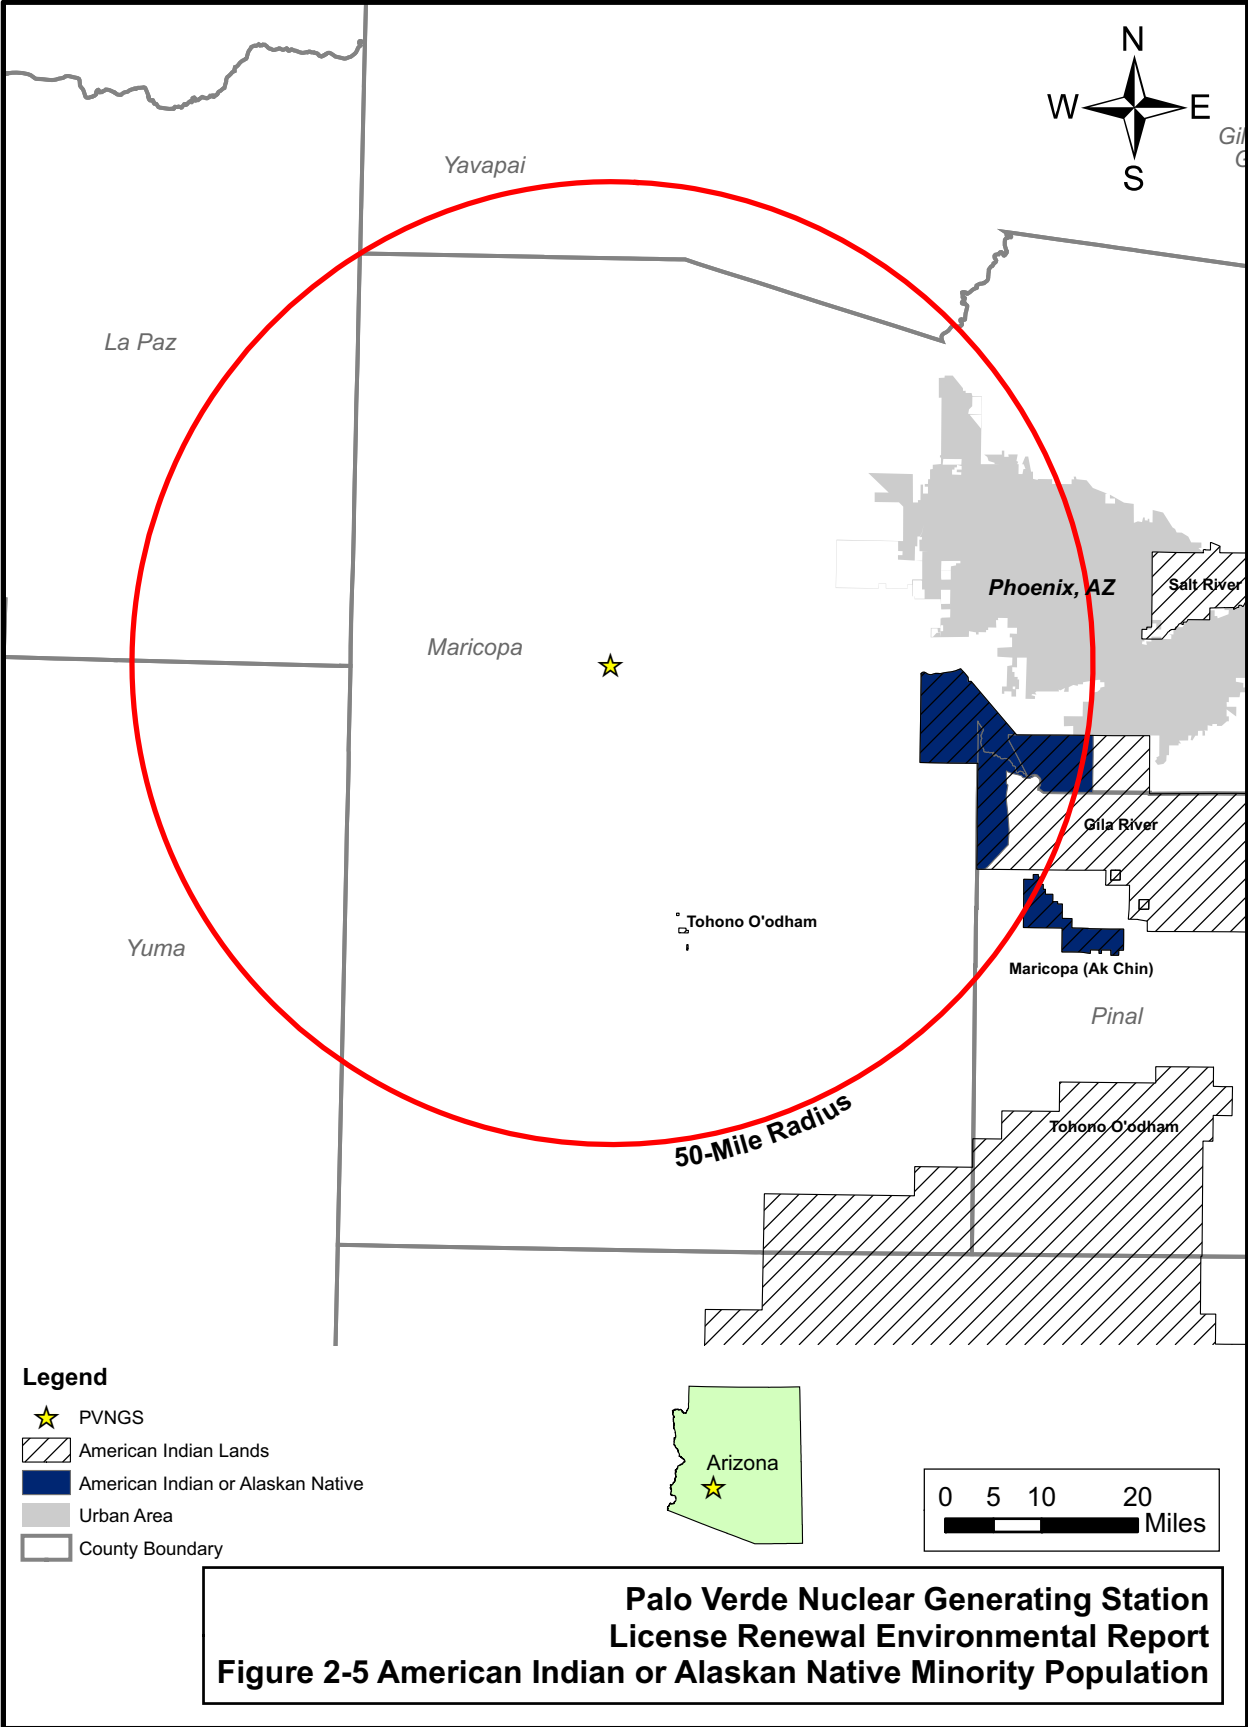 N
W E
S
Gil
Yavapai
La Paz
Phoenix, AZ
Salt River
Maricopa
Gila River
Tohono O'odham
Yuma
Maricopa (Ak Chin)
Pinal
50-Mile Radius
Tohono O'odham
Legend
PVNGS
American Indian Lands
American Indian or Alaskan Native
Urban Area
County Boundary
Arizona
0 5 10 20
Miles
Palo Verde Nuclear Generating Station
License Renewal Environmental Report
Figure 2-5 American Indian or Alaskan Native Minority Population